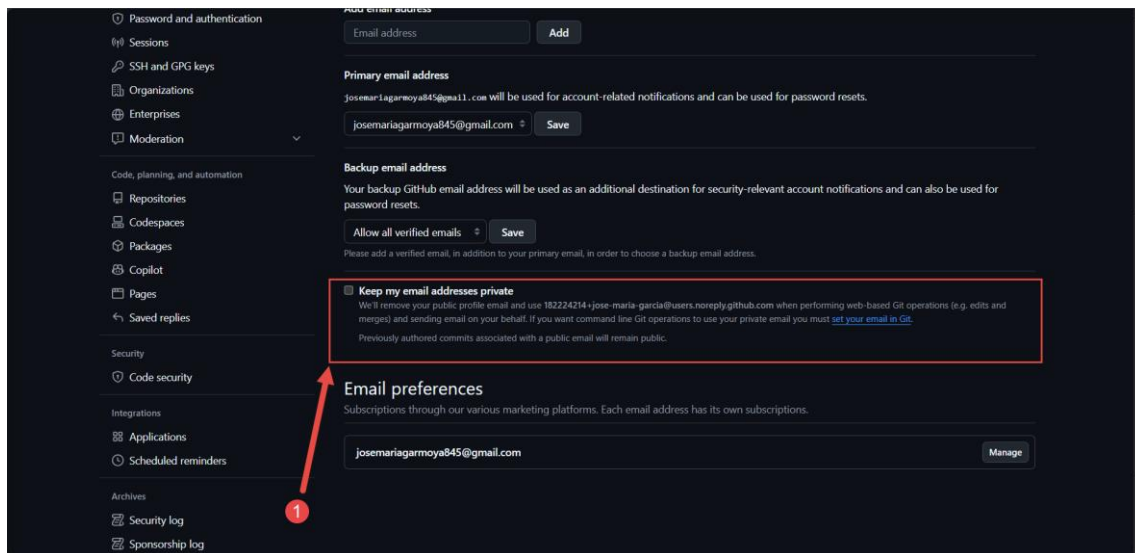 Password and authentication
Sessions
SSH and GPG keys
Organizations
Enterprises
Moderation
Code, planning, and automation
Repositories
Codespaces
Packages
Copilot
Pages
Saved replies
Security
Code security
Integrations
Applications
Scheduled reminders
Archives
Security log
Sponsorship log
Add email address
Email address
Add
Primary email address
josemariagarmoya845@gmail.com will be used for account-related notifications and can be used for password resets.
josemariagarmoya845@gmail.com
Save
Backup email address
Your backup GitHub email address will be used as an additional destination for security-relevant account notifications and can also be used for
password resets.
Allow all verified emails
Save
Please add a verified email, in addition to your primary email, in order to choose a backup email address.
Keep my email addresses private
We'll remove your public profile email and use 182224214+jose-maria-garcia@users.noreply.github.com when performing web-based Git operations (e.g. edits and
merges) and sending email on your behalf. If you want command line Git operations to use your private email you must set your email in Git.
Previously authored commits associated with a public email will remain public.
Email preferences
Subscriptions through our various marketing platforms. Each email address has its own subscriptions.
josemariagarmoya845@gmail.com
Manage
1